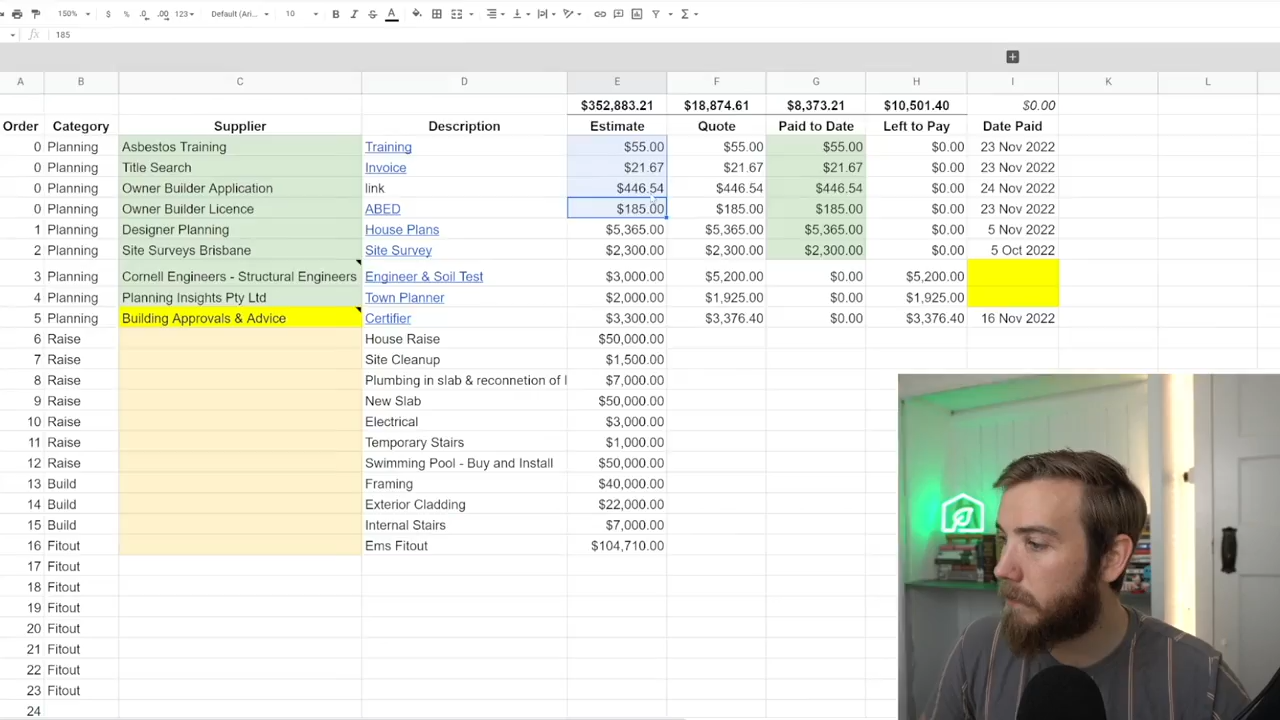 150% $ % .0 .00 123 Default (Ari... 10 B I S A Σ
fx 185
A B C D E F G H I K L
$352,883.21 $18,874.61 $8,373.21 $10,501.40 $0.00
Order Category Supplier Description Estimate Quote Paid to Date Left to Pay Date Paid
0 Planning Asbestos Training Training $55.00 $55.00 $55.00 $0.00 23 Nov 2022
0 Planning Title Search Invoice $21.67 $21.67 $21.67 $0.00 23 Nov 2022
0 Planning Owner Builder Application link $446.54 $446.54 $446.54 $0.00 24 Nov 2022
0 Planning Owner Builder Licence ABED $185.00 $185.00 $185.00 $0.00 23 Nov 2022
1 Planning Designer Planning House Plans $5,365.00 $5,365.00 $5,365.00 $0.00 5 Nov 2022
2 Planning Site Surveys Brisbane Site Survey $2,300.00 $2,300.00 $2,300.00 $0.00 5 Oct 2022
3 Planning Cornell Engineers - Structural Engineers Engineer & Soil Test $3,000.00 $5,200.00 $0.00 $5,200.00
4 Planning Planning Insights Pty Ltd Town Planner $2,000.00 $1,925.00 $0.00 $1,925.00
5 Planning Building Approvals & Advice Certifier $3,300.00 $3,376.40 $0.00 $3,376.40 16 Nov 2022
6 Raise House Raise $50,000.00
7 Raise Site Cleanup $1,500.00
8 Raise Plumbing in slab & reconnetion of $7,000.00
9 Raise New Slab $50,000.00
10 Raise Electrical $3,000.00
11 Raise Temporary Stairs $1,000.00
12 Raise Swimming Pool - Buy and Install $50,000.00
13 Build Framing $40,000.00
14 Build Exterior Cladding $22,000.00
15 Build Internal Stairs $7,000.00
16 Fitout Ems Fitout $104,710.00
17 Fitout
18 Fitout
19 Fitout
20 Fitout
21 Fitout
22 Fitout
23 Fitout
24